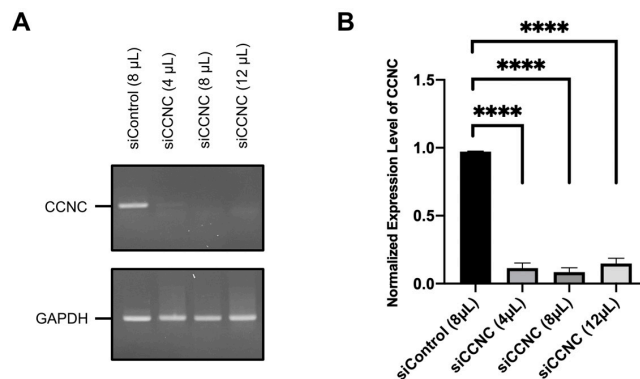 A
siControl (8 µL)
siCCNC (4 µL)
siCCNC (8 µL)
siCCNC (12 µL)
CCNC
GAPDH
B
****
****
****
Normalized Expression Level of CCNC
1.5
1.0
0.5
0.0
siControl (8µL)
siCCNC (4µL)
siCCNC (8µL)
siCCNC (12µL)